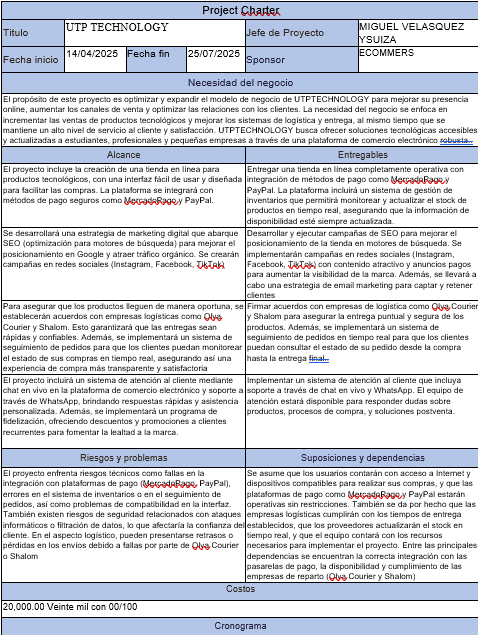 Project Charter
Título
UTP TECHNOLOGY
Jefe de Proyecto
MIGUEL VELASQUEZ
YSUIZA
Fecha inicio
14/04/2025
Fecha fin
25/07/2025
Sponsor
ECOMMERS
Necesidad del negocio
El propósito de este proyecto es optimizar y expandir el modelo de negocio de UTPTECHNOLOGY para mejorar su presencia
online, aumentar los canales de venta y optimizar las relaciones con los clientes. La necesidad del negocio se enfoca en
incrementar las ventas de productos tecnológicos y mejorar los sistemas de logística y entrega, al mismo tiempo que se
mantiene un alto nivel de servicio al cliente y satisfacción. UTPTECHNOLOGY busca ofrecer soluciones tecnológicas accesibles
y actualizadas a estudiantes, profesionales y pequeñas empresas a través de una plataforma de comercio electrónico robusta..
Alcance
Entregables
El proyecto incluye la creación de una tienda en línea para
productos tecnológicos, con una interfaz fácil de usar y diseñada
para facilitar las compras. La plataforma se integrará con
métodos de pago seguros como MercadoPago y PayPal.
Entregar una tienda en línea completamente operativa con
integración de métodos de pago como MercadoPago y
PayPal. La plataforma incluirá un sistema de gestión de
inventarios que permitirá monitorear y actualizar el stock de
productos en tiempo real, asegurando que la información de
disponibilidad esté siempre actualizada.
Se desarrollará una estrategia de marketing digital que abarque
SEO (optimización para motores de búsqueda) para mejorar el
posicionamiento en Google y atraer tráfico orgánico. Se crearán
campañas en redes sociales (Instagram, Facebook, TikTok)
Desarrollar y ejecutar campañas de SEO para mejorar el
posicionamiento de la tienda en motores de búsqueda. Se
implementarán campañas en redes sociales (Instagram,
Facebook, TikTok) con contenido atractivo y anuncios pagos
para aumentar la visibilidad de la marca. Además, se llevará a
cabo una estrategia de email marketing para captar y retener
clientes
Para asegurar que los productos lleguen de manera oportuna, se
establecerán acuerdos con empresas logísticas como Olva
Courier y Shalom. Esto garantizará que las entregas sean
rápidas y confiables. Además, se implementará un sistema de
seguimiento de pedidos para que los clientes puedan monitorear
el estado de sus compras en tiempo real, asegurando así una
experiencia de compra más transparente y satisfactoria
Firmar acuerdos con empresas de logística como Olva Courier
y Shalom para asegurar la entrega puntual y segura de los
productos. Además, se implementará un sistema de
seguimiento de pedidos en tiempo real para que los clientes
puedan consultar el estado de su pedido desde la compra
hasta la entrega final..
El proyecto incluirá un sistema de atención al cliente mediante
chat en vivo en la plataforma de comercio electrónico y soporte a
través de WhatsApp, brindando respuestas rápidas y asistencia
personalizada. Además, se implementará un programa de
fidelización, ofreciendo descuentos y promociones a clientes
recurrentes para fomentar la lealtad a la marca.
Implementar un sistema de atención al cliente que incluya
soporte a través de chat en vivo y WhatsApp. El equipo de
atención estará disponible para responder dudas sobre
productos, procesos de compra, y soluciones postventa.
Riesgos y problemas
Suposiciones y dependencias
El proyecto enfrenta riesgos técnicos como fallas en la
integración con plataformas de pago (MercadoPago, PayPal),
errores en el sistema de inventarios o en el seguimiento de
pedidos, así como problemas de compatibilidad en la interfaz.
También existen riesgos de seguridad relacionados con ataques
informáticos o filtración de datos, lo que afectaría la confianza del
cliente. En el aspecto logístico, pueden presentarse retrasos o
pérdidas en los envíos debido a fallas por parte de Olva Courier
o Shalom
Se asume que los usuarios contarán con acceso a Internet y
dispositivos compatibles para realizar sus compras, y que las
plataformas de pago como MercadoPago y PayPal estarán
operativas sin restricciones. También se da por hecho que las
empresas logísticas cumplirán con los tiempos de entrega
establecidos, que los proveedores actualizarán el stock en
tiempo real, y que el equipo contará con los recursos
necesarios para implementar el proyecto. Entre las principales
dependencias se encuentran la correcta integración con las
pasarelas de pago, la disponibilidad y cumplimiento de las
empresas de reparto (Olva Courier y Shalom)
Costos
20,000.00 Veinte mil con 00/100
Cronograma